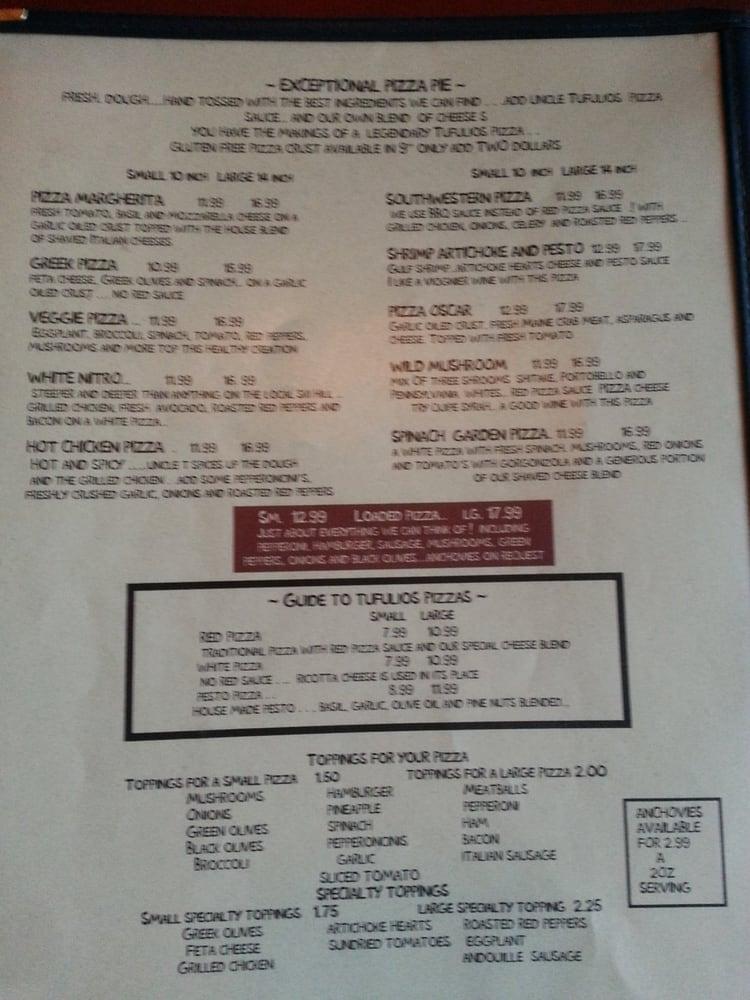 ~ EXCEPTIONAL PIZZA PIE ~
FRESH, DOUGH.....HAND TOSSED WITH THE BEST INGREDIENTS WE CAN FIND . . . ADD UNCLE TUFULIOS PIZZA
SAUCE... AND OUR OWN BLEND OF CHEESE S
YOU HAVE THE MAKINGS OF A LEGENDARY TUFULIOS PIZZA . . .
GLUTEN FREE PIZZA CRUST AVAILABLE IN 9" ONLY ADD TWO DOLLARS
SMALL 10 INCH LARGE 14 INCH
PIZZA MARGHERITA 11.99 16.99
FRESH TOMATO, BASIL AND MOZZARELLA CHEESE ON A
GARLIC OILED CRUST TOPPED WITH THE HOUSE BLEND
OF SHAVED ITALIAN CHEESES.
GREEK PIZZA 10.99 15.99
FETA CHEESE, GREEK OLIVES AND SPINACH... ON A GARLIC
OILED CRUST .... NO RED SAUCE
VEGGIE PIZZA ... 11.99 16.99
EGGPLANT, BROCCOLI, SPINACH, TOMATO, RED PEPPERS,
MUSHROOMS AND MORE TOP THIS HEALTHY CREATION
WHITE NITRO... 11.99 16. 99
STEEPER AND DEEPER THAN ANYTHING ON THE LOCAL SKI HILL ...
GRILLED CHICKEN, FRESH AVOCADO, ROASTED RED PEPPERS AND
BACON ON A WHITE PIZZA...
HOT CHICKEN PIZZA . 11.99 16.99
HOT AND SPICY .....UNCLE T SPICES UP THE DOUGH
AND THE GRILLED CHICKEN . . ADD SOME PEPPERONCINI'S,
FRESHLY CRUSHED GARLIC, ONIONS AND ROASTED RED PEPPERS
SMALL 10 INCH LARGE 14 INCH
SOUTHWESTERN PIZZA 11.99 16.99
WE USE BBQ SAUCE INSTEAD OF RED PIZZA SAUCE ! WITH
GRILLED CHICKEN, ONIONS, CELERY AND ROASTED RED PEPPERS ...
SHRIMP ARTICHOKE AND PESTO 12.99 17.99
GULF SHRIMP ,ARTICHOKE HEARTS CHEESE AND PESTO SAUCE
I LIKE A VIOGNIER WINE WITH THIS PIZZA
PIZZA OSCAR 12.99 17.99
GARLIC OILED CRUST, FRESH MAINE CRAB MEAT, ASPARAGUS AND
CHEESE. TOPPED WITH FRESH TOMATO
WILD MUSHROOM 11.99 16.99
MIX OF THREE SHROOMS SHITAKE, PORTOBELLO AND
PENNSYLVANIA WHITES.. RED PIZZA SAUCE PIZZA CHEESE
TRY OUPE SYRAH... A GOOD WINE WITH THIS PIZZA
SPINACH GARDEN PIZZA 11.99 16.99
A WHITE PIZZA WITH FRESH SPINACH, MUSHROOMS, RED ONIONS
AND TOMATO'S WITH GORGONZOLA AND A GENEROUS PORTION
OF OUR SHAVED CHEESE BLEND
SM. 12.99 LOADED PIZZA... LG. 17.99
JUST ABOUT EVERYTHING WE CAN THINK OF ! INCLUDING
PEPPERONI, HAMBURGER, SAUSAGE, MUSHROOMS, GREEN
PEPPERS, ONIONS AND BLACK OLIVES...ANCHOVIES ON REQUEST
~ GUIDE TO TUFULIOS PIZZAS ~
SMALL LARGE
RED PIZZA 7.99 10.99
TRADITIONAL PIZZA WITH RED PIZZA SAUCE AND OUR SPECIAL CHEESE BLEND
WHITE PIZZA 7.99 10.99
NO RED SAUCE .... RICOTTA CHEESE IS USED IN ITS PLACE
PESTO PIZZA . . . 8.99 11.99
HOUSE MADE PESTO . . . BASIL, GARLIC, OLIVE OIL AND PINE NUTS BLENDED...
TOPPINGS FOR YOUR PIZZA
TOPPINGS FOR A SMALL PIZZA 1.50 TOPPINGS FOR A LARGE PIZZA 2.00
MUSHROOMS HAMBURGER MEATBALLS
ONIONS PINEAPPLE PEPPERONI
GREEN OLIVES SPINACH HAM
BLACK OLIVES PEPPERONCINIS BACON
BROCCOLI GARLIC ITALIAN SAUSAGE
SLICED TOMATO
SPECIALTY TOPPINGS
SMALL SPECIALTY TOPPINGS 1.75 LARGE SPECIALTY TOPPING 2.25
GREEK OLIVES ARTICHOKE HEARTS ROASTED RED PEPPERS
FETA CHEESE SUNDRIED TOMATOES EGGPLANT
GRILLED CHICKEN ANDOUILLE SAUSAGE
ANCHOVIES
AVAILABLE
FOR 2.99
A
2OZ
SERVING